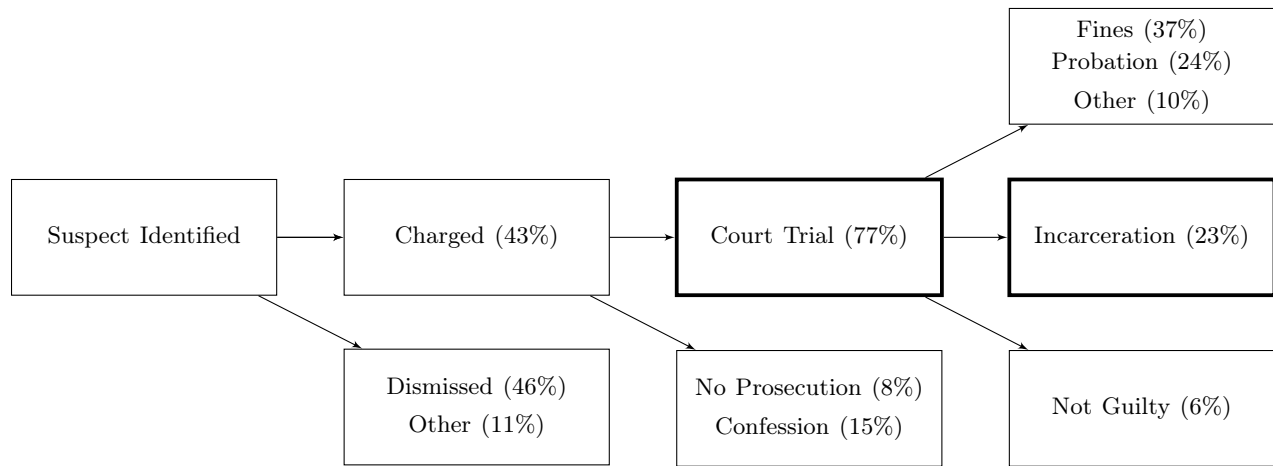 Fines (37%)
Probation (24%)
Other (10%)
Suspect Identified
Charged (43%)
Court Trial (77%)
Incarceration (23%)
Dismissed (46%)
Other (11%)
No Prosecution (8%)
Confession (15%)
Not Guilty (6%)